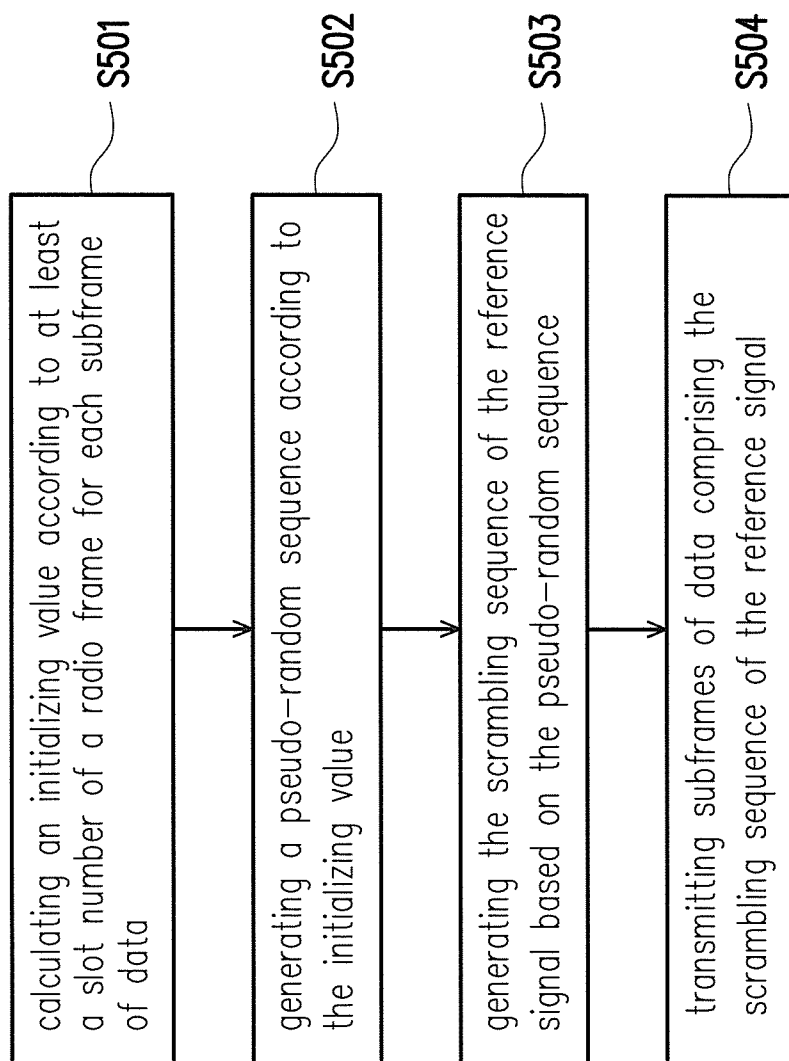 calculating an initializing value according to at least
a slot number of a radio frame for each subframe
of data
S501
generating a pseudo-random sequence according to
the initializing value
S502
generating the scrambling sequence of the reference
signal based on the pseudo-random sequence
S503
transmitting subframes of data comprising the
scrambling sequence of the reference signal
S504